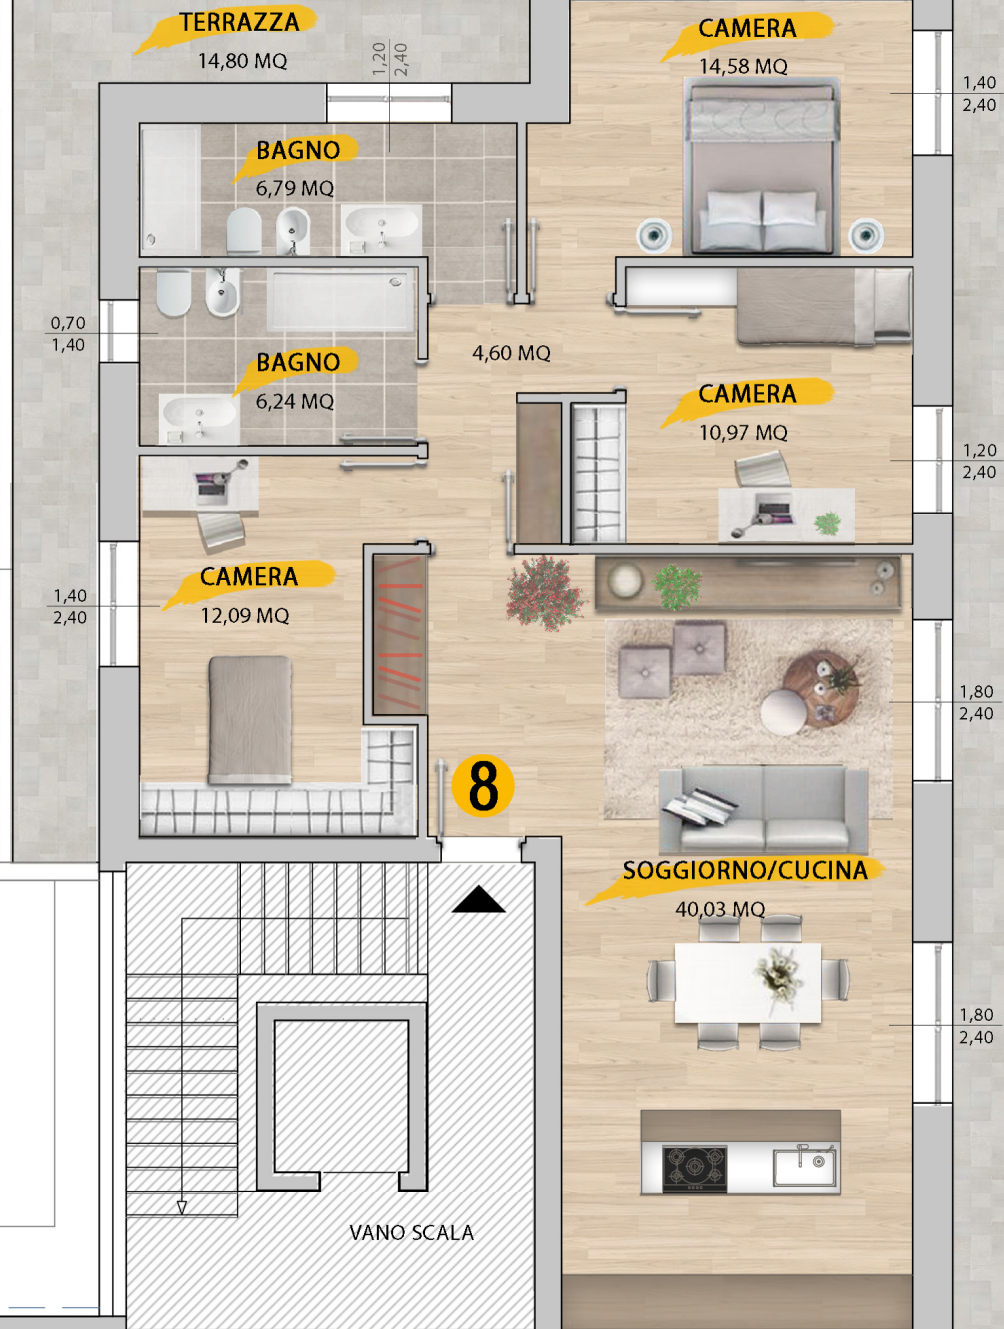 TERRAZZA
14,80 MQ
1,20
2,40
CAMERA
14,58 MQ
1,40
2,40
BAGNO
6,79 MQ
0,70
1,40
BAGNO
6,24 MQ
4,60 MQ
CAMERA
10,97 MQ
1,20
2,40
CAMERA
12,09 MQ
1,40
2,40
1,80
2,40
8
SOGGIORNO/CUCINA
40,03 MQ
1,80
2,40
VANO SCALA